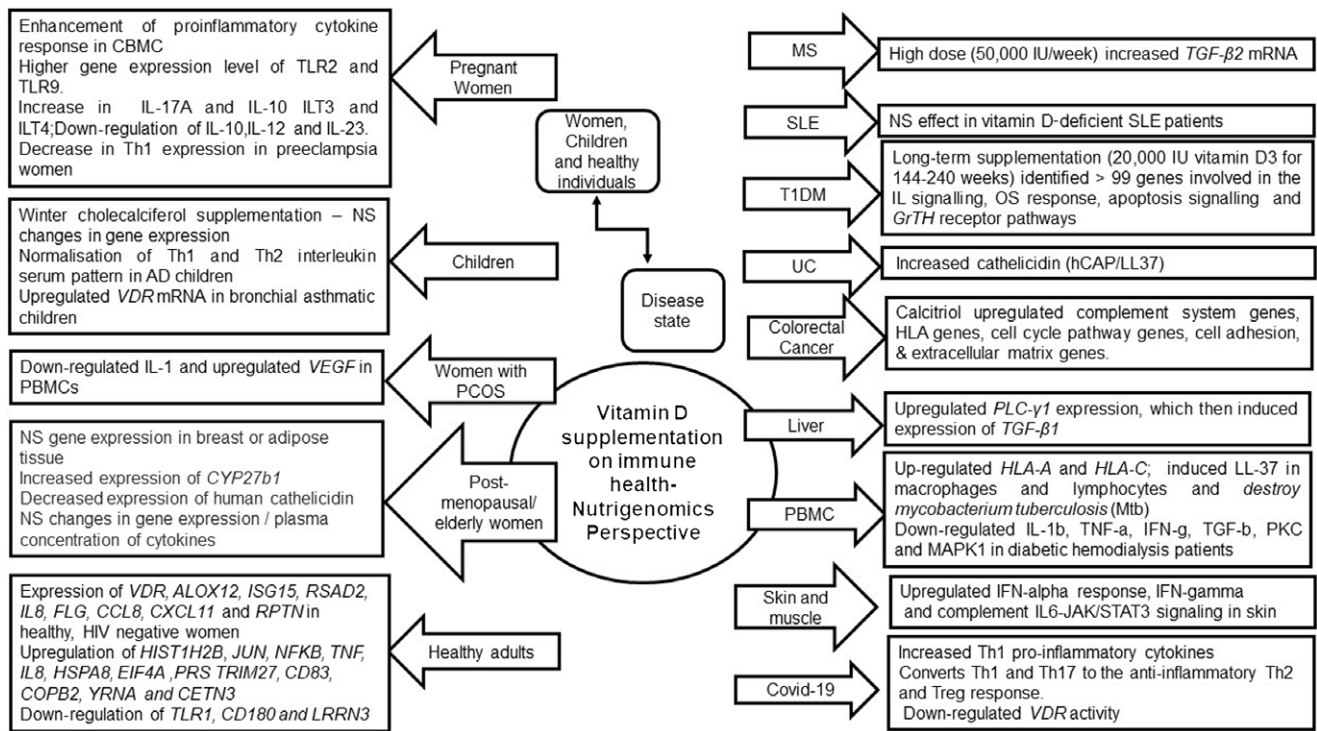 Enhancement of proinflammatory cytokine
response in CBMC
Higher gene expression level of TLR2 and
TLR9.
Increase in IL-17A and IL-10 ILT3 and
ILT4;Down-regulation of IL-10,IL-12 and IL-23.
Decrease in Th1 expression in preeclampsia
women
Pregnant
Women
Winter cholecalciferol supplementation – NS
changes in gene expression
Normalisation of Th1 and Th2 interleukin
serum pattern in AD children
Upregulated VDR mRNA in bronchial asthmatic
children
Children
Down-regulated IL-1 and upregulated VEGF in
PBMCs
Women with
PCOS
NS gene expression in breast or adipose
tissue
Increased expression of CYP27b1
Decreased expression of human cathelicidin
NS changes in gene expression / plasma
concentration of cytokines
Post-
menopausal/
elderly women
Expression of VDR, ALOX12, ISG15, RSAD2,
IL8, FLG, CCL8, CXCL11 and RPTN in
healthy, HIV negative women
Upregulation of HIST1H2B, JUN, NFKB, TNF,
IL8, HSPA8, EIF4A ,PRS TRIM27, CD83,
COPB2, YRNA and CETN3
Down-regulation of TLR1, CD180 and LRRN3
Healthy adults
Women,
Children
and healthy
individuals
Disease
state
Vitamin D
supplementation
on immune
health-
Nutrigenomics
Perspective
MS
High dose (50,000 IU/week) increased TGF-β2 mRNA
SLE
NS effect in vitamin D-deficient SLE patients
T1DM
Long-term supplementation (20,000 IU vitamin D3 for
144-240 weeks) identified > 99 genes involved in the
IL signalling, OS response, apoptosis signalling and
GrTH receptor pathways
UC
Increased cathelicidin (hCAP/LL37)
Colorectal
Cancer
Calcitriol upregulated complement system genes,
HLA genes, cell cycle pathway genes, cell adhesion,
& extracellular matrix genes.
Liver
Upregulated PLC-γ1 expression, which then induced
expression of TGF-β1
PBMC
Up-regulated HLA-A and HLA-C; induced LL-37 in
macrophages and lymphocytes and destroy
mycobacterium tuberculosis (Mtb)
Down-regulated IL-1b, TNF-a, IFN-g, TGF-b, PKC
and MAPK1 in diabetic hemodialysis patients
Skin and
muscle
Upregulated IFN-alpha response, IFN-gamma
and complement IL6-JAK/STAT3 signaling in skin
Covid-19
Increased Th1 pro-inflammatory cytokines
Converts Th1 and Th17 to the anti-inflammatory Th2
and Treg response.
Down-regulated VDR activity